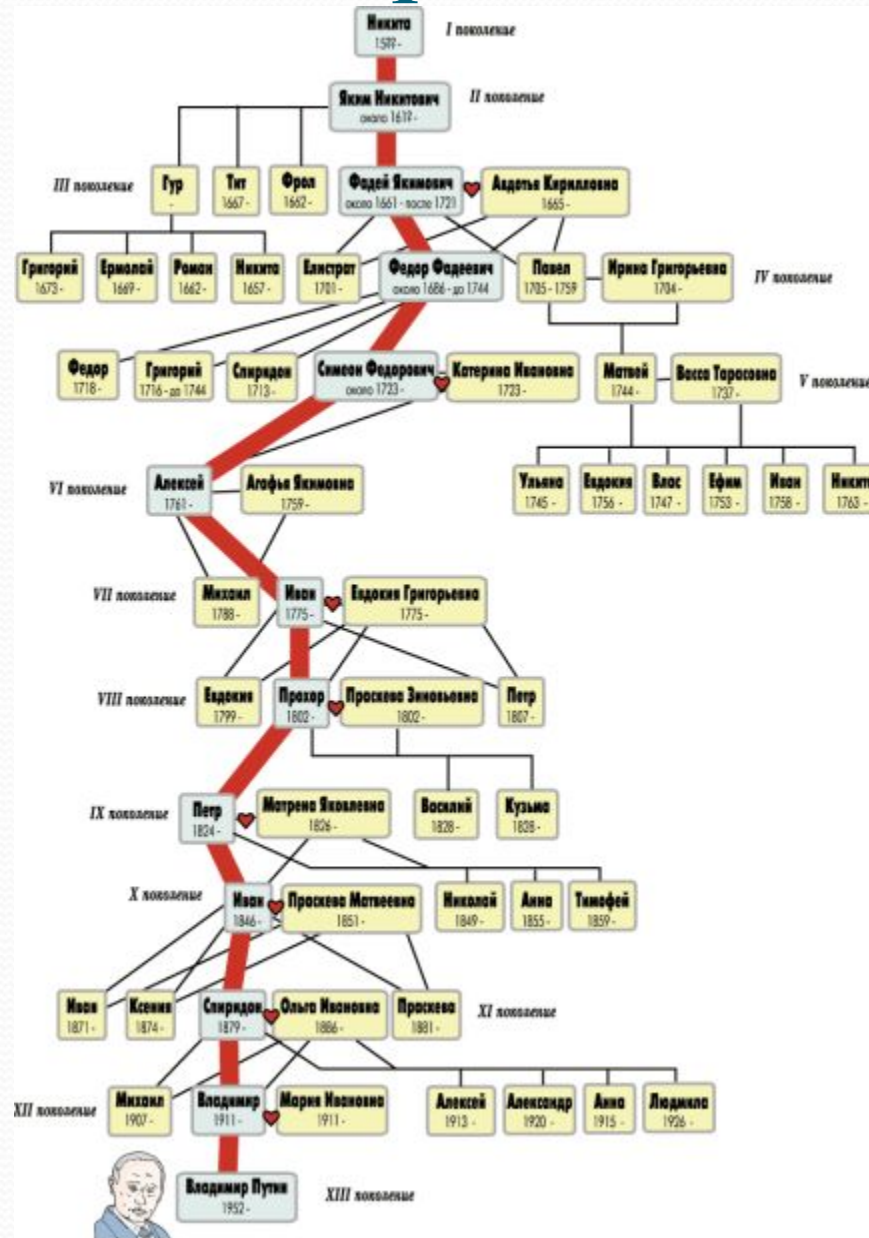 Никита
1599-
I поколение
Яким Никитович
около 1619-
II поколение
III поколение
Гур
-
Тит
1667-
Фрол
1662-
Фадей Якимович
около 1661 - после 1721
Авдотья Кирилловна
1665-
Григорий
1673-
Ермолай
1669-
Роман
1662-
Никита
1657-
Елистрат
1701-
Федор Фадеевич
около 1686 - до 1744
Павел
1705 - 1759
Ирина Григорьевна
1704-
IV поколение
Федор
1718-
Григорий
1716 - до 1744
Спиридон
1713-
Симеон Федорович
около 1723-
Катерина Ивановна
1723-
Матвей
1744-
Васса Тарасовна
1737-
V поколение
VI поколение
Алексей
1761-
Агафья Якимовна
1759-
Ульяна
1745-
Евдокия
1756-
Влас
1747-
Ефим
1753-
Иван
1758-
Никит
1763-
VII поколение
Михаил
1788-
Иван
1775-
Евдокия Григорьевна
1775-
VIII поколение
Евдокия
1799-
Прохор
1802-
Праскева Зиновьевна
1802-
Петр
1807-
IX поколение
Петр
1824-
Матрена Яковлевна
1826-
Василий
1828-
Кузьма
1828-
X поколение
Иван
1846-
Праскева Матвеевна
1851-
Николай
1849-
Анна
1855-
Тимофей
1859-
Иван
1871-
Ксения
1874-
Спиридон
1879-
Ольга Ивановна
1886-
Праскева
1881-
XI поколение
XII поколение
Михаил
1907-
Владимир
1911-
Мария Ивановна
1911-
Алексей
1913-
Александр
1920-
Анна
1915-
Людмила
1926-
Владимир Путин
1952-
XIII поколение